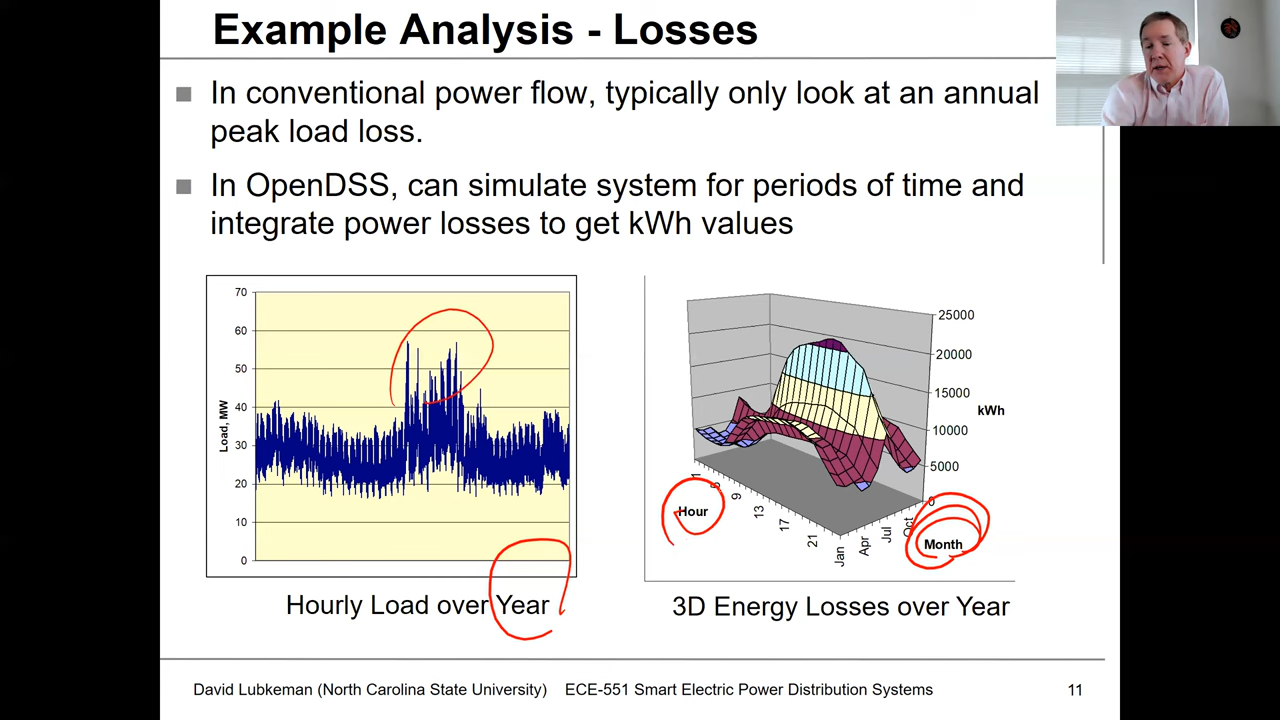 Example Analysis - Losses
In conventional power flow, typically only look at an annual
peak load loss.
In OpenDSS, can simulate system for periods of time and
integrate power losses to get kWh values
70
60
50
40
30
20
10
0
Load, MW
Hourly Load over Year
25000
20000
15000
10000
5000
0
kWh
1
5
9
13
17
21
Hour
Jan
Apr
Jul
Oct
Month
3D Energy Losses over Year
David Lubkeman (North Carolina State University) ECE-551 Smart Electric Power Distribution Systems 11